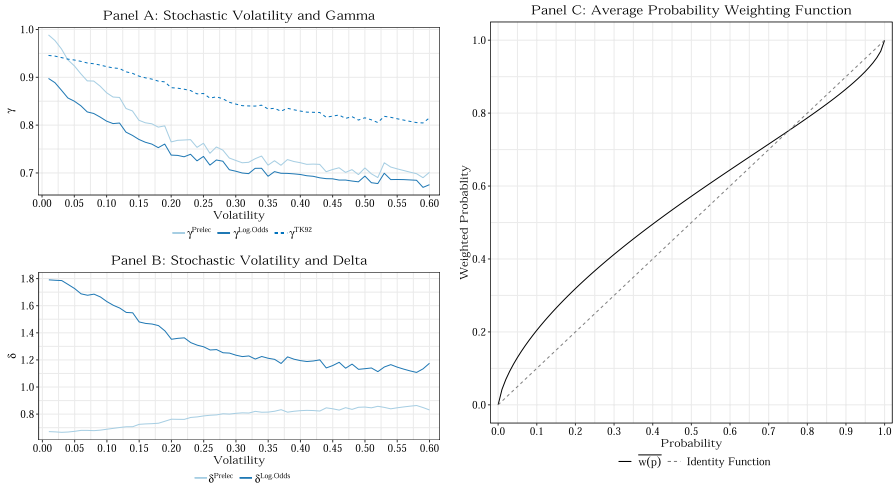 Panel A: Stochastic Volatility and Gamma
1.0
0.9
0.8
0.7
γ
0.00 0.05 0.10 0.15 0.20 0.25 0.30 0.35 0.40 0.45 0.50 0.55 0.60
Volatility
γPrelec γLog.Odds γTK92
Panel B: Stochastic Volatility and Delta
1.8
1.6
1.4
1.2
1.0
0.8
δ
0.00 0.05 0.10 0.15 0.20 0.25 0.30 0.35 0.40 0.45 0.50 0.55 0.60
Volatility
δPrelec δLog.Odds
Panel C: Average Probability Weighting Function
1.0
0.8
0.6
0.4
0.2
0.0
Weighted Probability
0.0 0.1 0.2 0.3 0.4 0.5 0.6 0.7 0.8 0.9 1.0
Probability
w(p) Identity Function